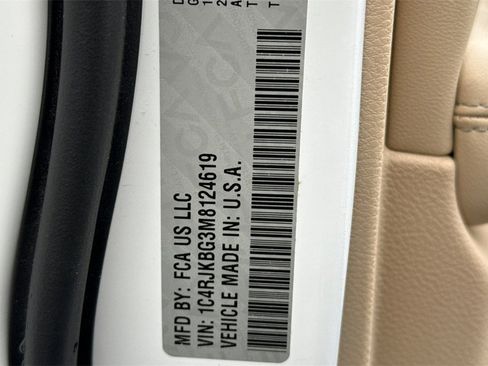 MFD BY: FCA US LLC
VIN: 1C4RJKBG3M8124619
VEHICLE MADE IN: U.S.A.